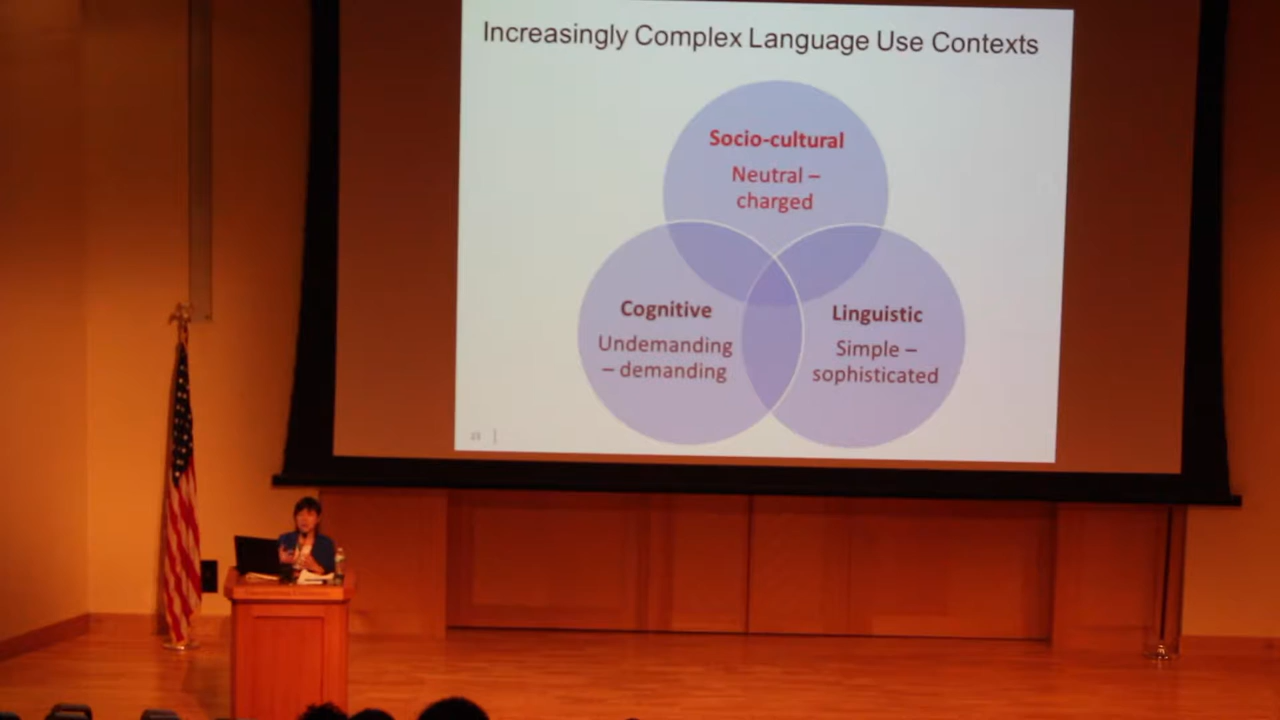 Increasingly Complex Language Use Contexts
Socio-cultural
Neutral –
charged
Cognitive
Undemanding
– demanding
Linguistic
Simple –
sophisticated